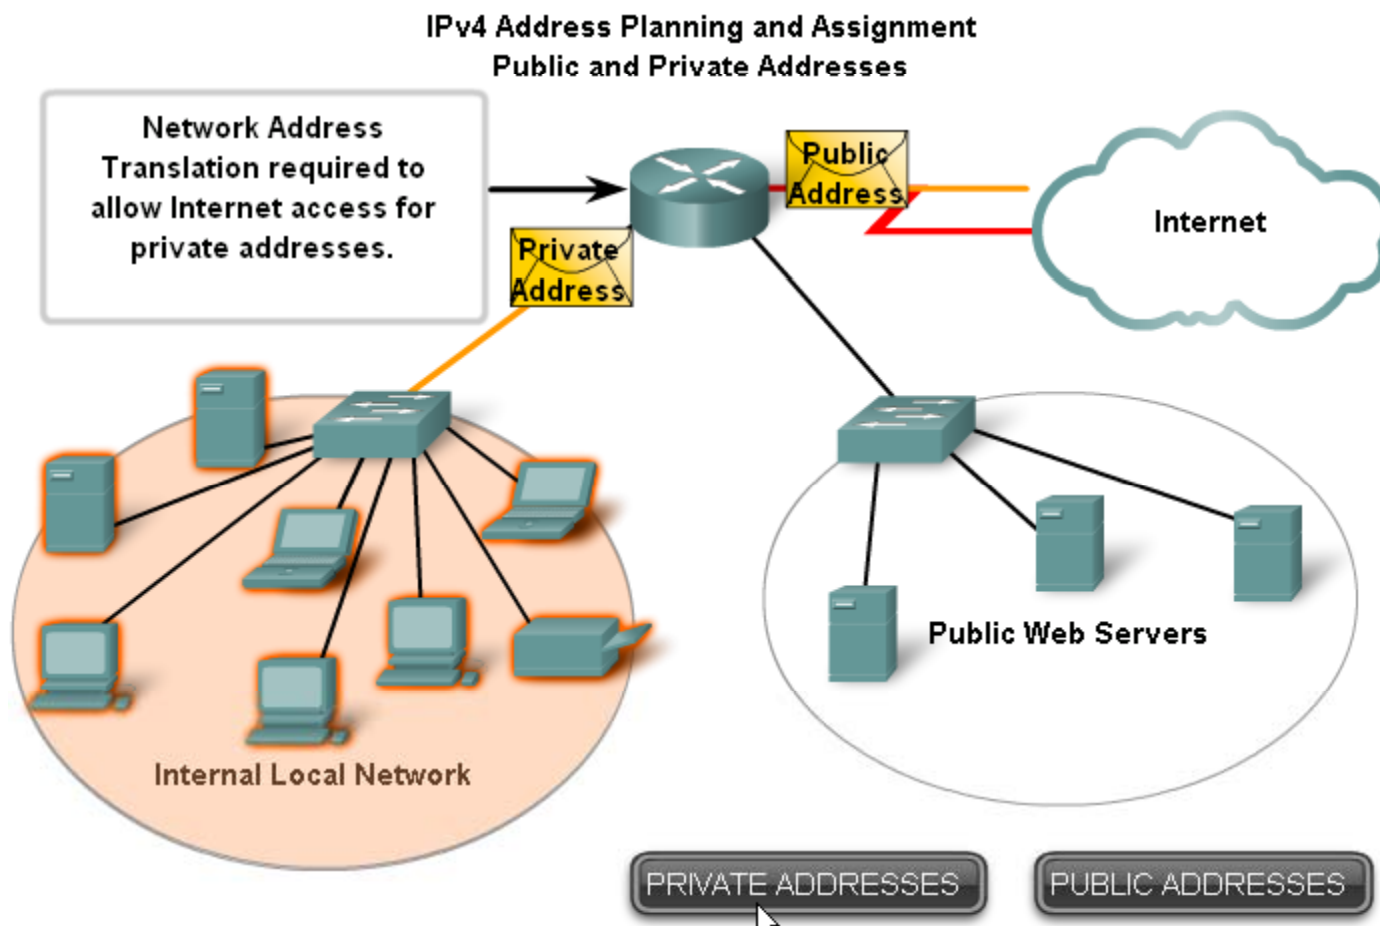 IPv4 Address Planning and Assignment
Public and Private Addresses
Network Address
Translation required to
allow Internet access for
private addresses.
Public
Address
Internet
Private
Address
Public Web Servers
Internal Local Network
PRIVATE ADDRESSES
PUBLIC ADDRESSES